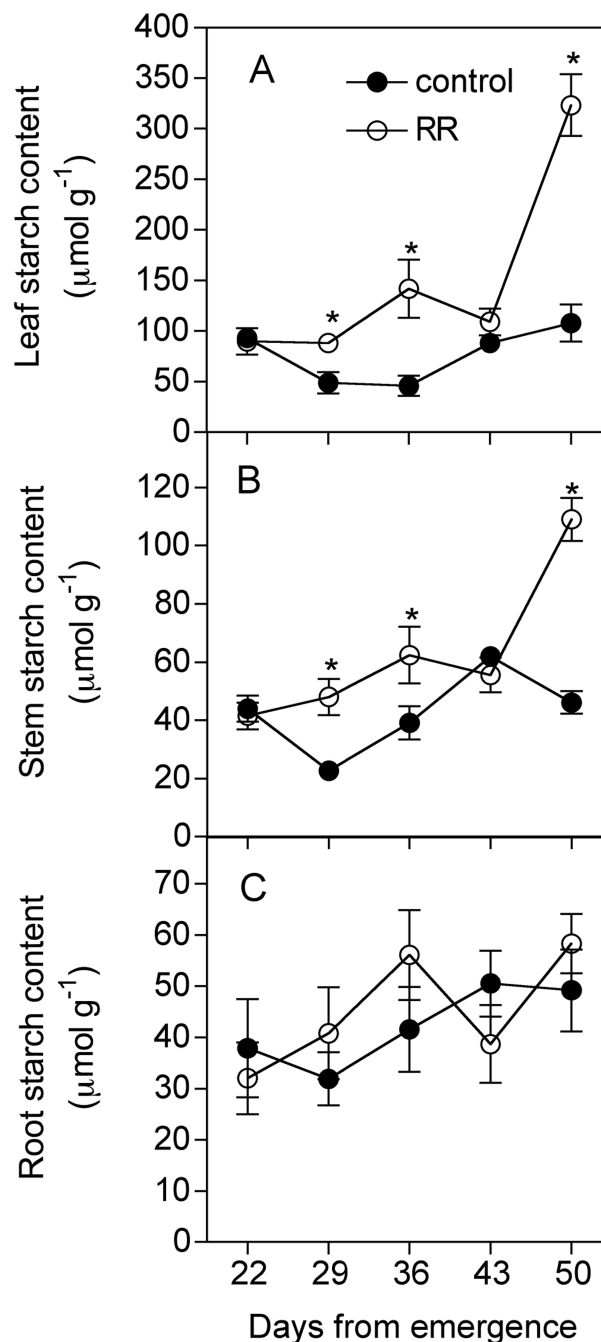 400
350
300
250
200
150
100
50
0
A
control
RR
*
*
*
Leaf starch content
(μmol g⁻¹)
120
100
80
60
40
20
0
B
*
*
*
Stem starch content
(μmol g⁻¹)
70
60
50
40
30
20
10
0
C
Root starch content
(μmol g⁻¹)
22 29 36 43 50
Days from emergence